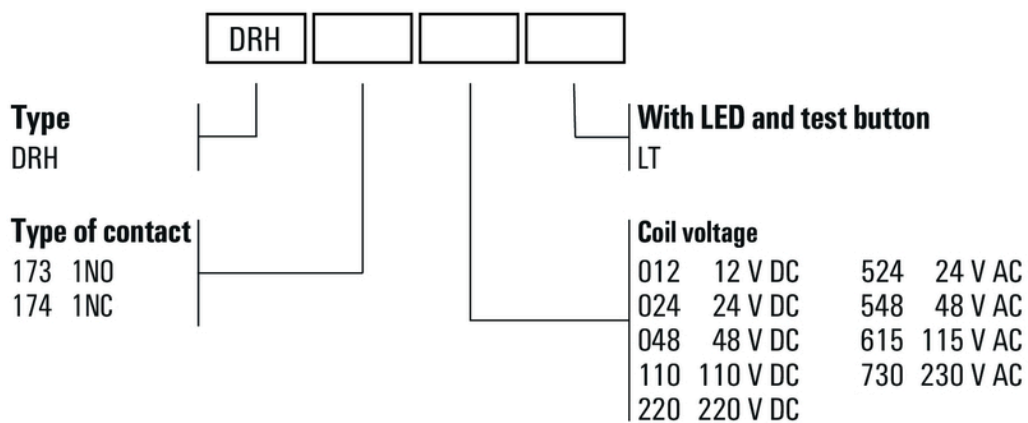 DRH
Type
DRH
With LED and test button
LT
Type of contact
173 1NO
174 1NC
Coil voltage
012 12 V DC 524 24 V AC
024 24 V DC 548 48 V AC
048 48 V DC 615 115 V AC
110 110 V DC 730 230 V AC
220 220 V DC